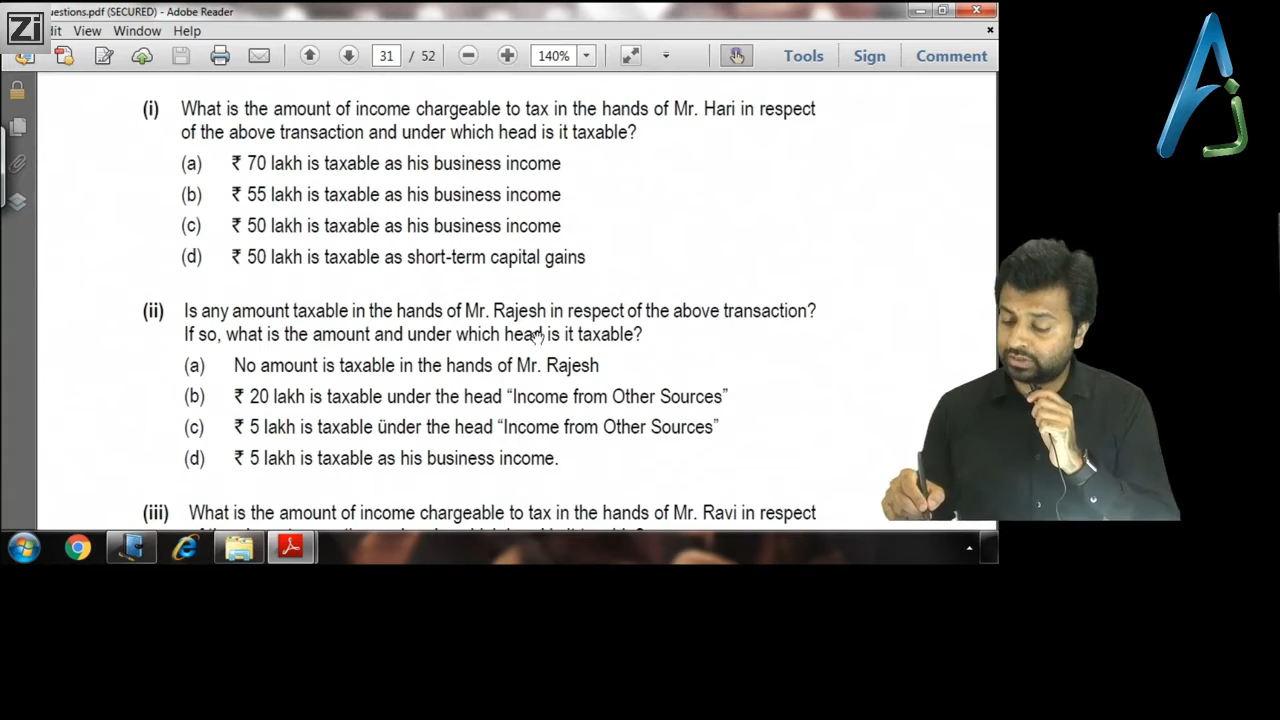 Zi
estions.pdf (SECURED) - Adobe Reader
dit View Window Help
31 / 52 140% Tools Sign Comment
(i) What is the amount of income chargeable to tax in the hands of Mr. Hari in respect
of the above transaction and under which head is it taxable?
(a) ₹ 70 lakh is taxable as his business income
(b) ₹ 55 lakh is taxable as his business income
(c) ₹ 50 lakh is taxable as his business income
(d) ₹ 50 lakh is taxable as short-term capital gains
(ii) Is any amount taxable in the hands of Mr. Rajesh in respect of the above transaction?
If so, what is the amount and under which head is it taxable?
(a) No amount is taxable in the hands of Mr. Rajesh
(b) ₹ 20 lakh is taxable under the head “Income from Other Sources”
(c) ₹ 5 lakh is taxable under the head “Income from Other Sources”
(d) ₹ 5 lakh is taxable as his business income.
(iii) What is the amount of income chargeable to tax in the hands of Mr. Ravi in respect